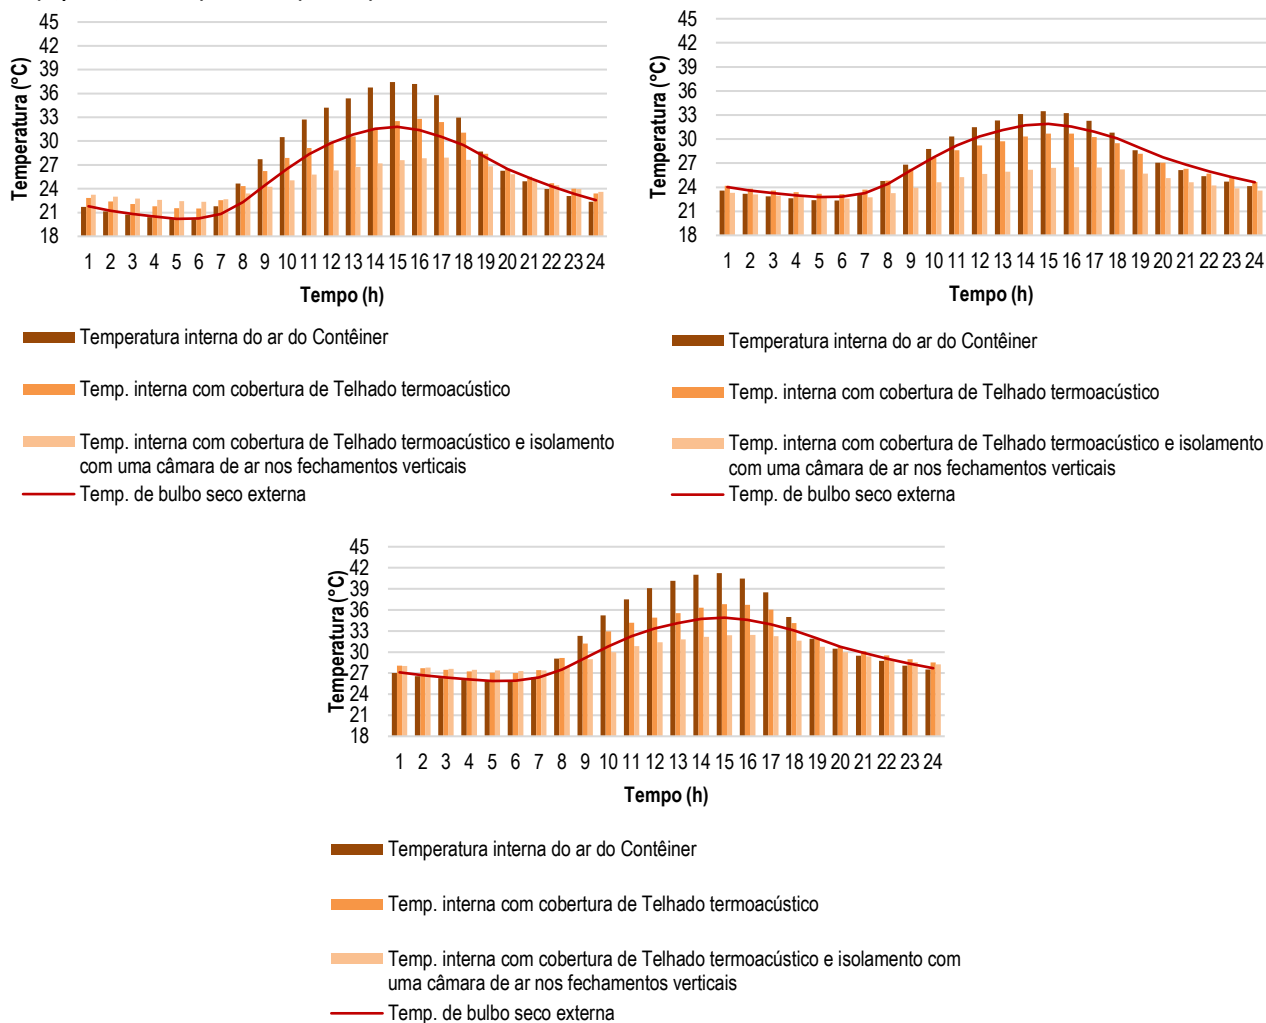 45
42
39
36
33
30
27
24
21
18
Temperatura (°C)
1 2 3 4 5 6 7 8 9 10 11 12 13 14 15 16 17 18 19 20 21 22 23 24
Tempo (h)
Temperatura interna do ar do Contêiner
Temp. interna com cobertura de Telhado termoacústico
Temp. interna com cobertura de Telhado termoacústico e isolamento
com uma câmara de ar nos fechamentos verticais
Temp. de bulbo seco externa
45
42
39
36
33
30
27
24
21
18
Temperatura (°C)
1 2 3 4 5 6 7 8 9 10 11 12 13 14 15 16 17 18 19 20 21 22 23 24
Tempo (h)
Temperatura interna do ar do Contêiner
Temp. interna com cobertura de Telhado termoacústico
Temp. interna com cobertura de Telhado termoacústico e isolamento
com uma câmara de ar nos fechamentos verticais
Temp. de bulbo seco externa
45
42
39
36
33
30
27
24
21
18
Temperatura (°C)
1 2 3 4 5 6 7 8 9 10 11 12 13 14 15 16 17 18 19 20 21 22 23 24
Tempo (h)
Temperatura interna do ar do Contêiner
Temp. interna com cobertura de Telhado termoacústico
Temp. interna com cobertura de Telhado termoacústico e isolamento com
uma câmara de ar nos fechamentos verticais
Temp. de bulbo seco externa